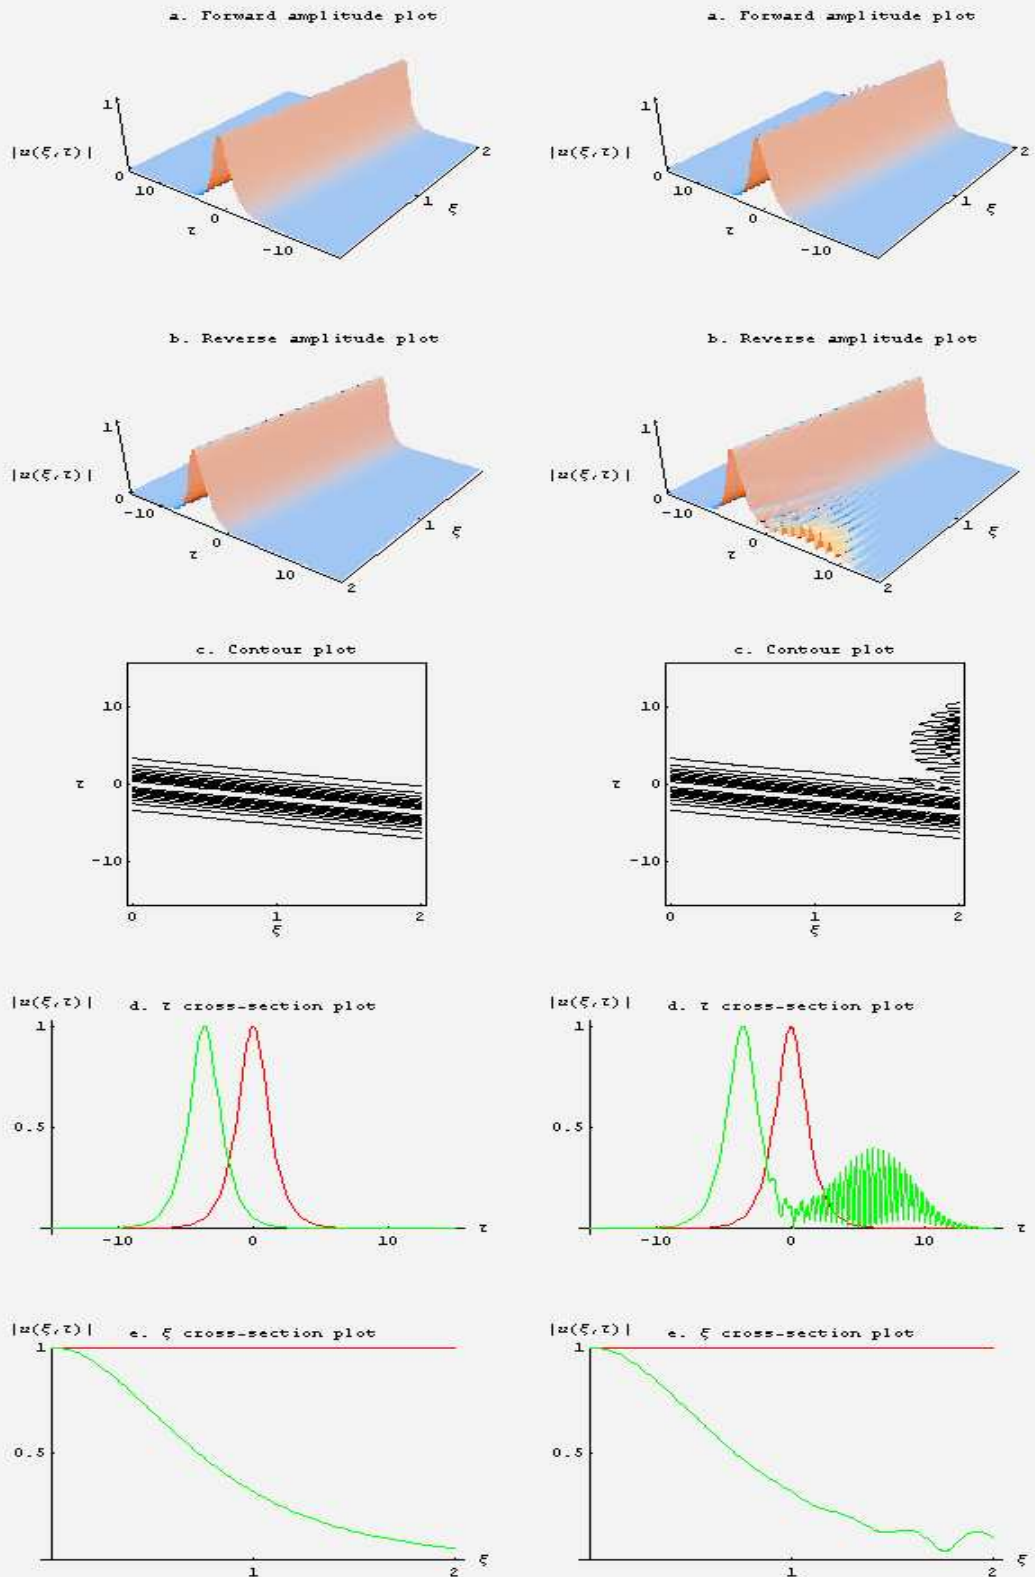 a. Forward amplitude plot
1
|u(ξ,τ)|
0
10
0
τ
-10
1
ξ
2
a. Forward amplitude plot
1
|u(ξ,τ)|
0
10
0
τ
-10
1
ξ
2
b. Reverse amplitude plot
1
|u(ξ,τ)|
0
-10
τ
0
10
1
ξ
2
b. Reverse amplitude plot
1
|u(ξ,τ)|
0
-10
τ
0
10
1
ξ
2
c. Contour plot
10
τ 0
-10
0 1 2
ξ
c. Contour plot
10
τ 0
-10
0 1 2
ξ
|u(ξ,τ)| d. τ cross-section plot
1
0.5
-10 0 10 τ
|u(ξ,τ)| d. τ cross-section plot
1
0.5
-10 0 10 τ
|u(ξ,τ)| e. ξ cross-section plot
1
0.5
1 2 ξ
|u(ξ,τ)| e. ξ cross-section plot
1
0.5
1 2 ξ